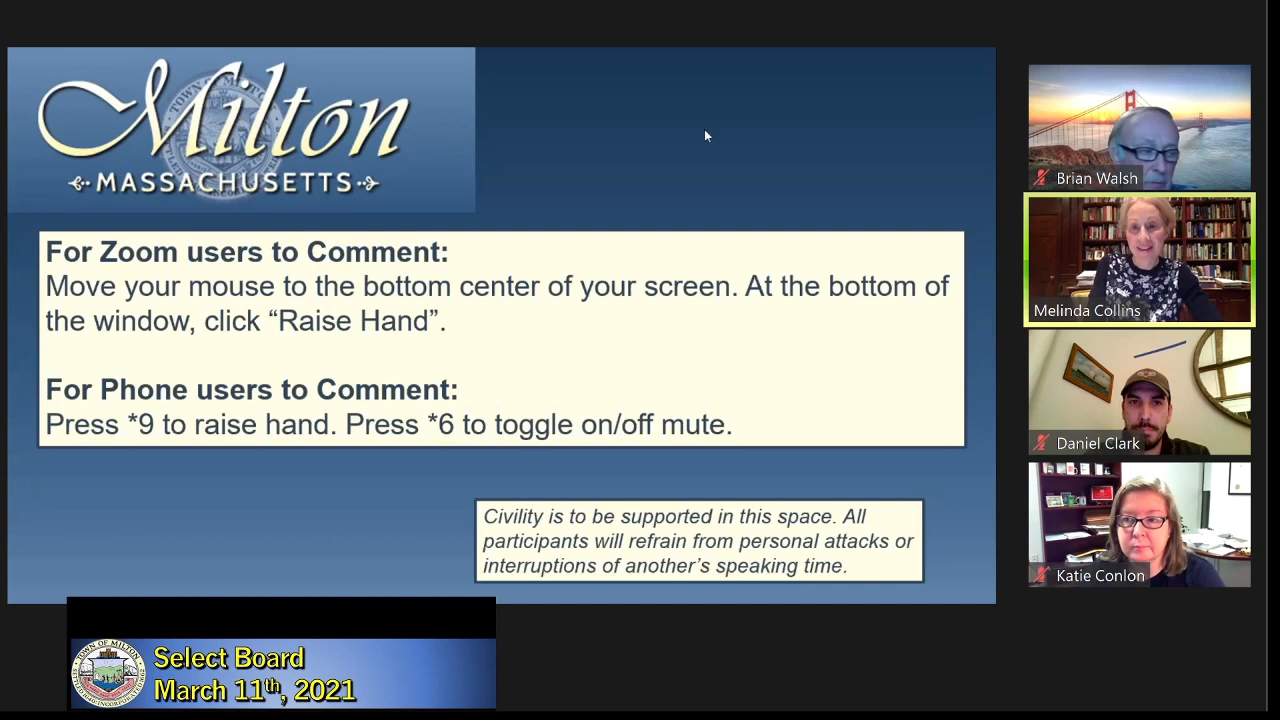 Milton
MASSACHUSETTS
For Zoom users to Comment:
Move your mouse to the bottom center of your screen. At the bottom of
the window, click “Raise Hand”.
For Phone users to Comment:
Press *9 to raise hand. Press *6 to toggle on/off mute.
Civility is to be supported in this space. All
participants will refrain from personal attacks or
interruptions of another’s speaking time.
Brian Walsh
Melinda Collins
Daniel Clark
Katie Conlon
TOWN OF MILTON
Select Board
March 11th, 2021